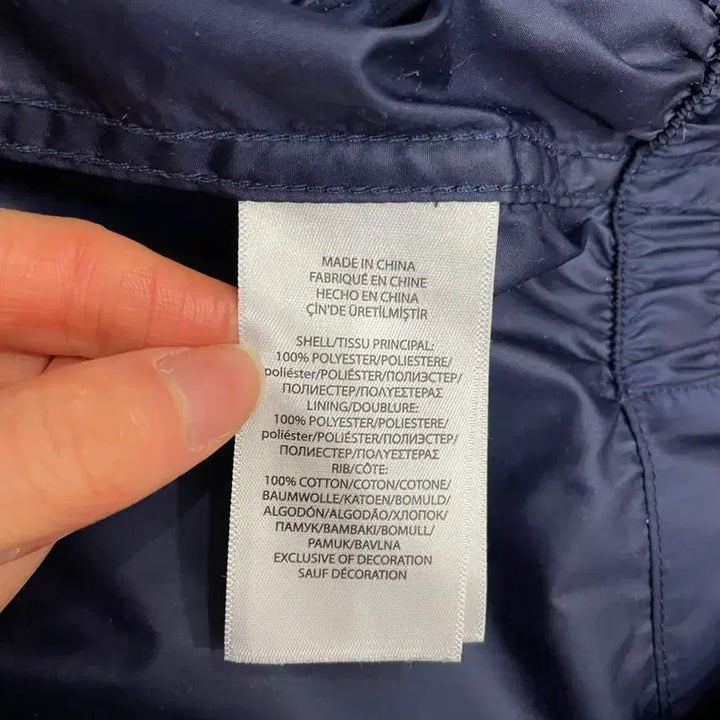 MADE IN CHINA
FABRIQUÉ EN CHINE
HECHO EN CHINA
ÇİN'DE ÜRETİLMİŞTİR
SHELL/TISSU PRINCIPAL:
100% POLYESTER/POLIESTERE/
poliéster/POLIÉSTER/ПОЛИЭСТЕР/
ПОЛИЕСТЕР/ΠΟΛΥΕΣΤΕΡΑΣ
LINING/DOUBLURE:
100% POLYESTER/POLIESTERE/
poliéster/POLIÉSTER/ПОЛИЭСТЕР/
ПОЛИЕСТЕР/ΠΟΛΥΕΣΤΕΡΑΣ
RIB/CÔTE:
100% COTTON/COTON/COTONE/
BAUMWOLLE/KATOEN/BOMULD/
ALGODÓN/ALGODÃO/ХЛОПОК/
ПАМУК/ΒΑΜΒΑΚΙ/BOMULL/
PAMUK/BAVLNA
EXCLUSIVE OF DECORATION
SAUF DÉCORATION